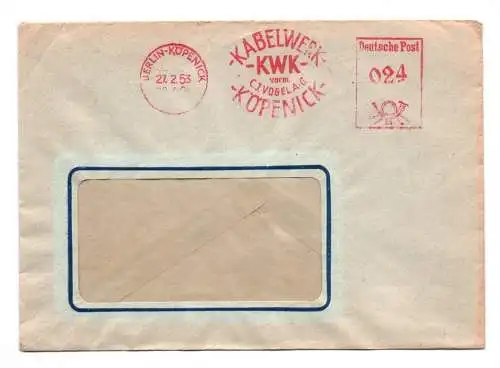 BERLIN-KÖPENICK
27.2.53
-KABELWERK-
-KWK-
vorm.
C.J.VOGEL A.G.
-KÖPENICK-
Deutsche Post
024